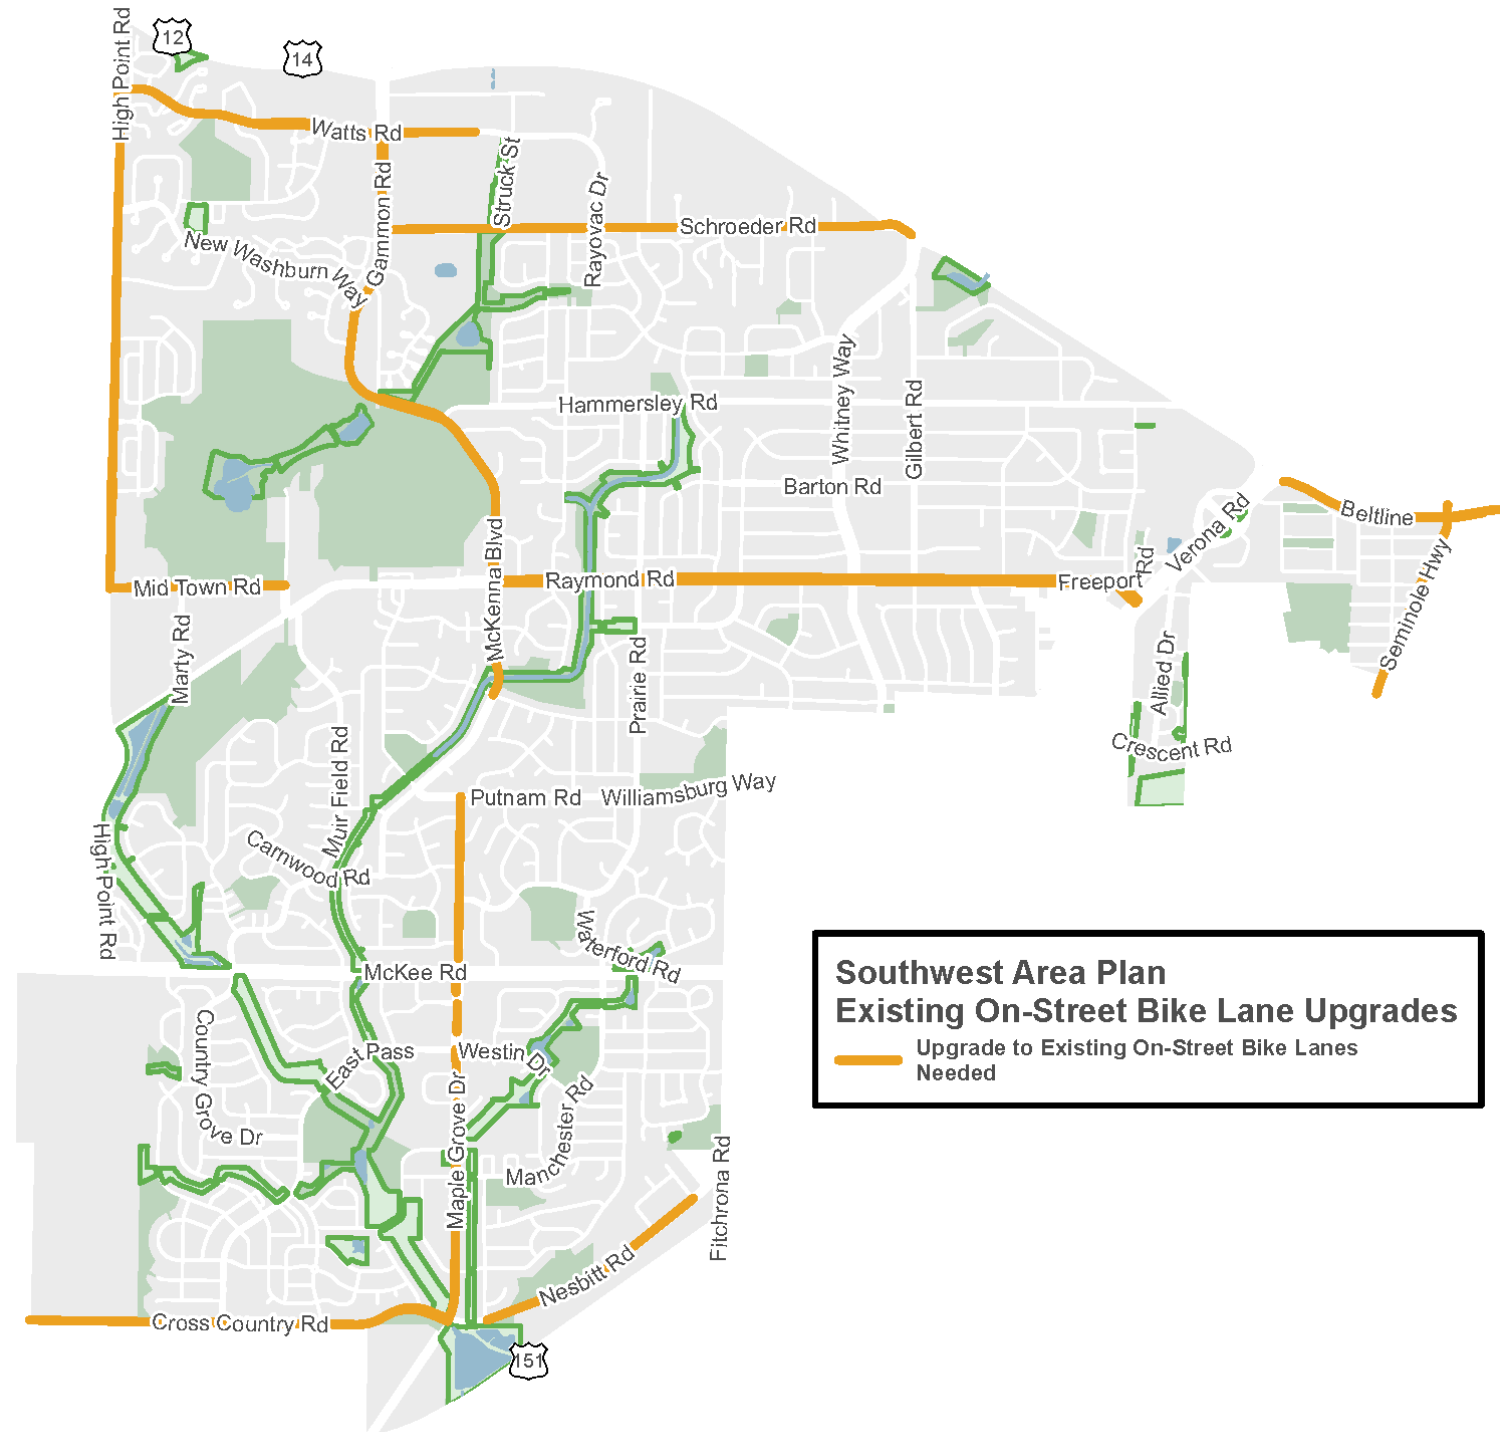 High Point Rd
12
14
Watts Rd
Struck St
Gammon Rd
Rayovac Dr
Schroeder Rd
New Washburn Way
Whitney Way
Gilbert Rd
Hammersley Rd
Barton Rd
Beltline
Verona Rd
McKenna Blvd
Seminole Hwy
Mid Town Rd
Raymond Rd
Freeport Rd
Marty Rd
Prairie Rd
Allied Dr
Crescent Rd
Muir Field Rd
Putnam Rd
Williamsburg Way
Carnwood Rd
High Point Rd
Waterford Rd
McKee Rd
Southwest Area Plan
Existing On-Street Bike Lane Upgrades
Upgrade to Existing On-Street Bike Lanes
Needed
Country Grove Dr
East Pass
Westin Dr
Maple Grove Dr
Manchester Rd
Fitchrona Rd
Nesbitt Rd
Cross Country Rd
151